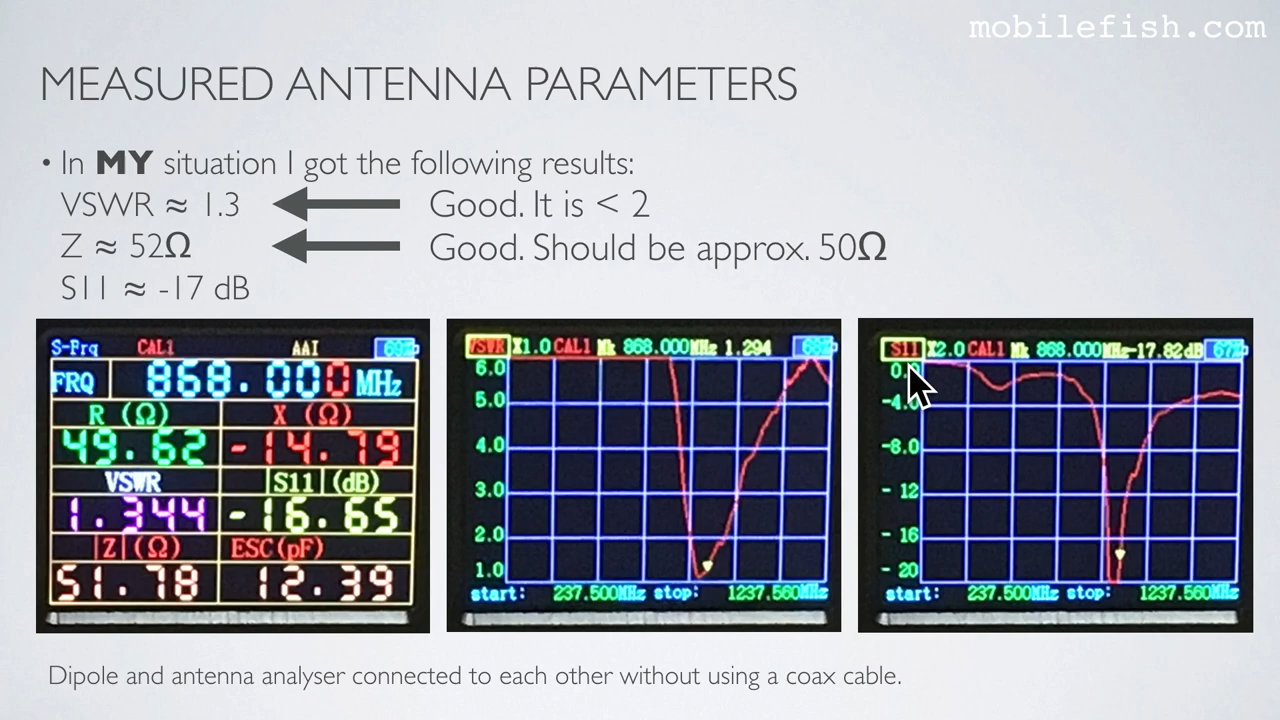 mobilefish.com
MEASURED ANTENNA PARAMETERS
• In MY situation I got the following results:
VSWR ≈ 1.3 Good. It is < 2
Z ≈ 52Ω Good. Should be approx. 50Ω
S11 ≈ -17 dB
S-Frq CAL1 AAI
FRQ 868.000 MHz
R (Ω) X (Ω)
49.62 -14.79
VSWR |S11|(dB)
1.344 -16.65
|Z|(Ω) ESC(pF)
51.78 12.39
VSWR X1.0 CAL1 Mk 868.000MHz 1.294
6.0
5.0
4.0
3.0
2.0
1.0
start: 237.500MHz stop: 1237.560MHz
S11 X2.0 CAL1 Mk 868.000MHz-17.82dB 67%
-8.0
- 12
- 16
- 20
start: 237.500MHz stop: 1237.560MHz
Dipole and antenna analyser connected to each other without using a coax cable.